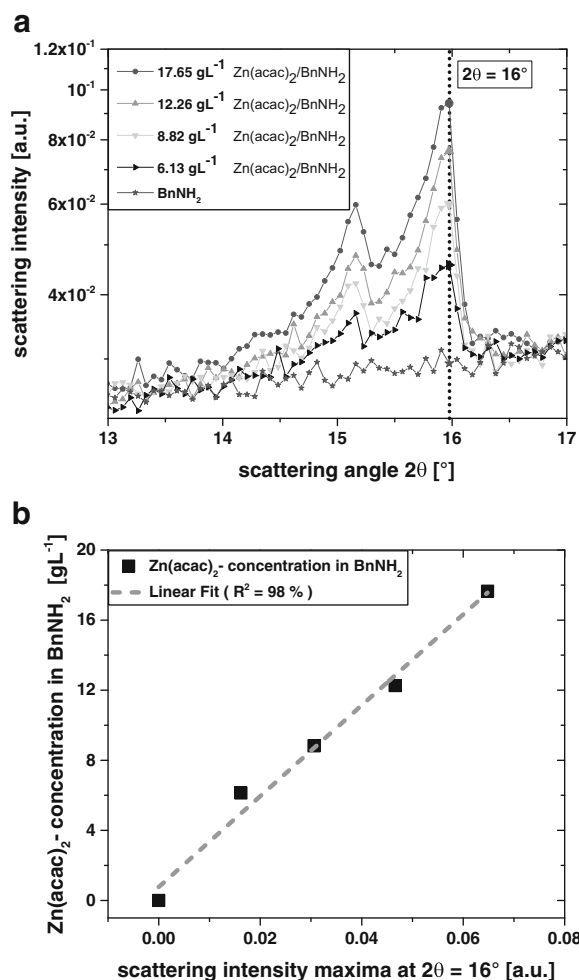 a
1.2x10⁻¹
10⁻¹
8x10⁻²
6x10⁻²
4x10⁻²
scattering intensity [a.u.]
17.65 gL⁻¹ Zn(acac)₂/BnNH₂
12.26 gL⁻¹ Zn(acac)₂/BnNH₂
8.82 gL⁻¹ Zn(acac)₂/BnNH₂
6.13 gL⁻¹ Zn(acac)₂/BnNH₂
BnNH₂
2θ = 16°
13 14 15 16 17
scattering angle 2θ [°]
b
20
16
12
8
4
0
Zn(acac)₂- concentration in BnNH₂ [gL⁻¹]
Zn(acac)₂- concentration in BnNH₂
Linear Fit ( R² = 98 % )
0.00 0.02 0.04 0.06 0.08
scattering intensity maxima at 2θ = 16° [a.u.]